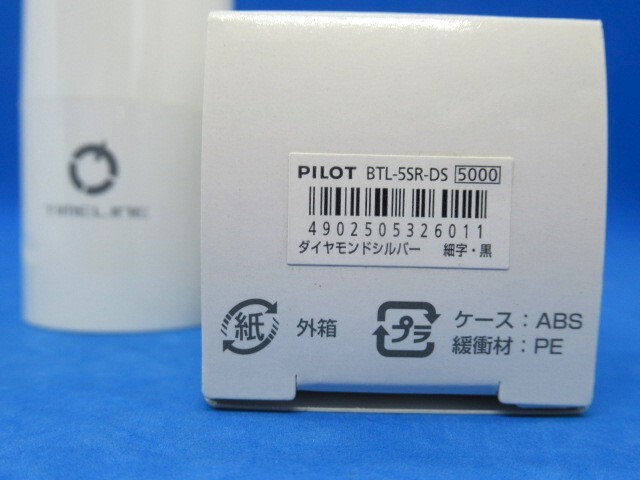 TIMELINE
PILOT BTL-5SR-DS 5000
4902505326011
ダイヤモンドシルバー 細字・黒
紙 外箱
プラ ケース：ABS
緩衝材：PE